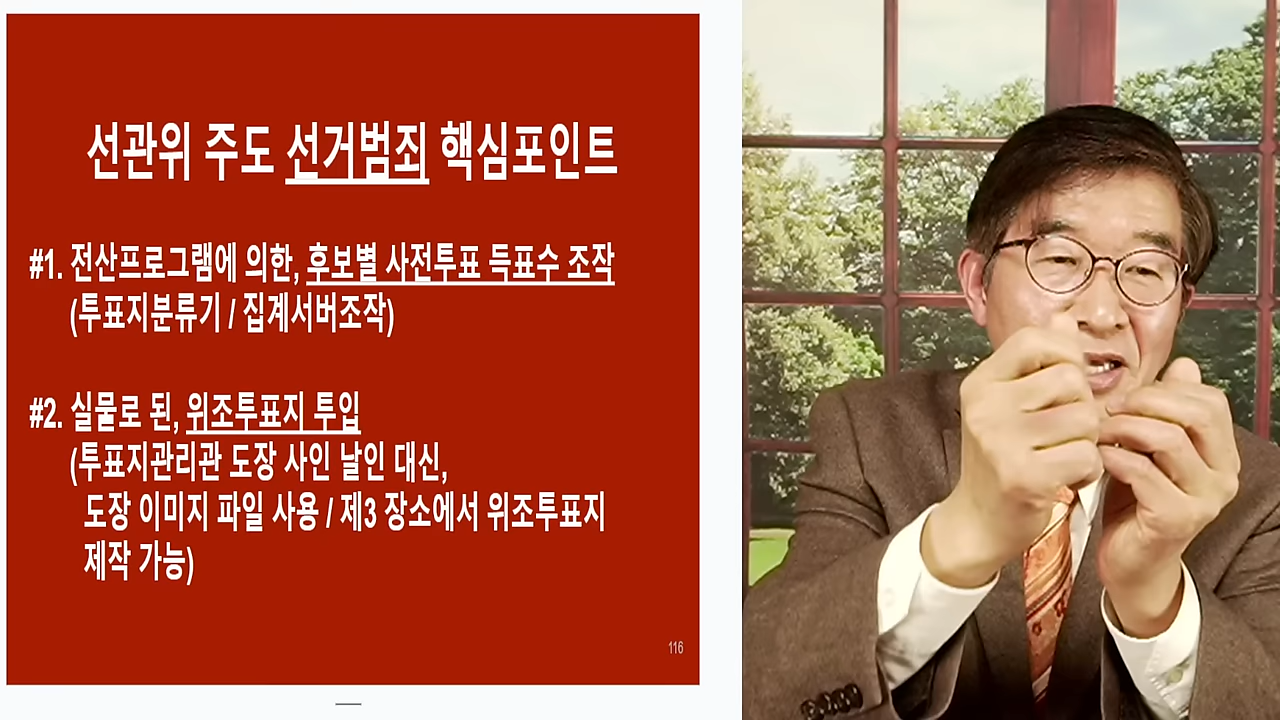 선관위 주도 선거범죄 핵심포인트
#1. 전산프로그램에 의한, 후보별 사전투표 득표수 조작
(투표지분류기 / 집계서버조작)
#2. 실물로 된, 위조투표지 투입
(투표지관리관 도장 사인 날인 대신,
도장 이미지 파일 사용 / 제3 장소에서 위조투표지
제작 가능)
116